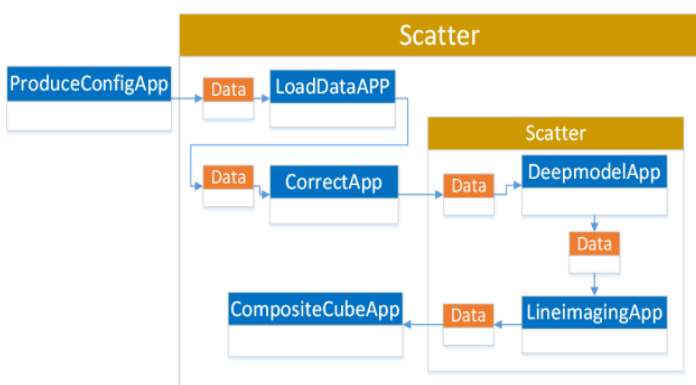 Scatter
ProduceConfigApp
Data
LoadDataAPP
Scatter
Data
CorrectApp
Data
DeepmodelApp
Data
CompositeCubeApp
Data
LineimagingApp